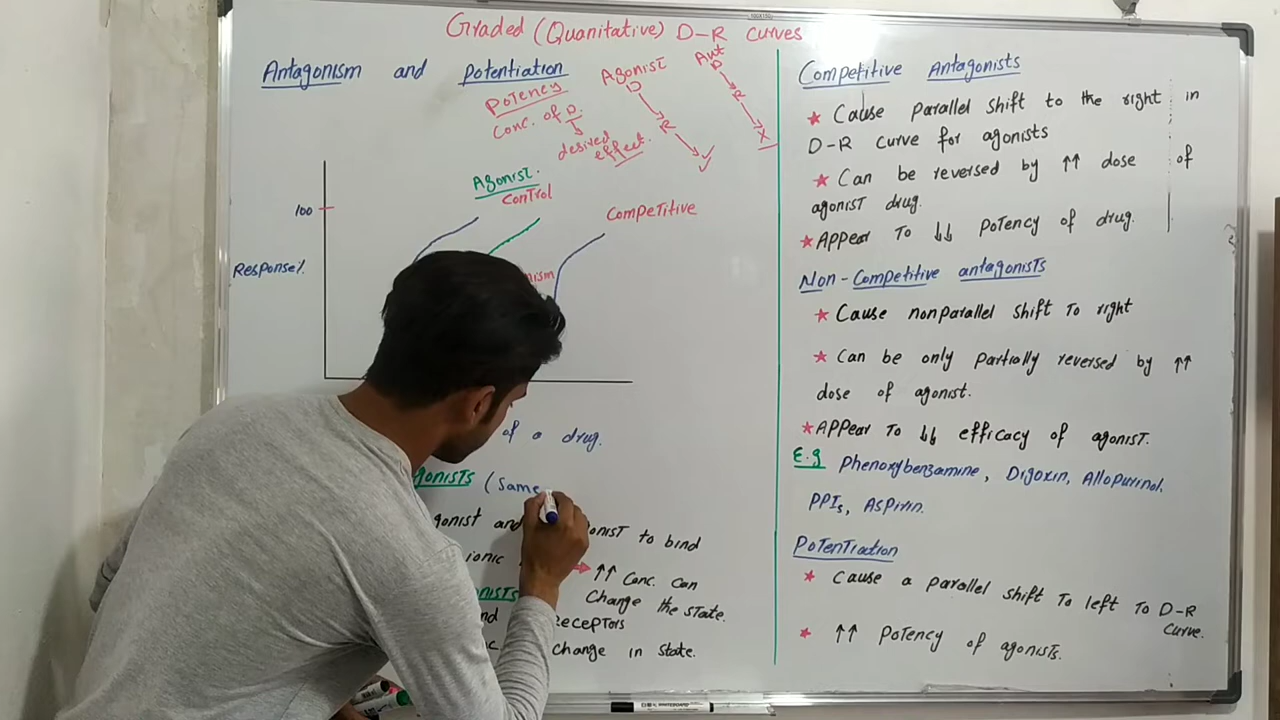 Graded (Quanitative) D-R curves
Antagonism and potentiation
Potency
Conc. of D.
desired
effect.
Agonist
D
R
Ant
D
R
X
Agonist.
Control
Competitive
100
Response%
nism
of a drug.
gonists (Same
gonist and onist to bind
ionic ↑↑ Conc. can
Change the state.
onists
nd eceptors
c change in state.
Competitive Antagonists
* Cause parallel shift to the right in
D-R curve for agonists
* Can be reversed by ↑↑ dose of
agonist drug.
* Appear to ↓↓ potency of drug.
Non-Competitive antagonists
* Cause nonparallel shift to right
* Can be only partially reversed by ↑↑
dose of agonist.
* Appear to ↓↓ efficacy of agonist.
E.g Phenoxybenzamine, Digoxin, Allopurinol.
PPIs, Aspirin.
Potentiation
* Cause a parallel shift to left to D-R
curve.
* ↑↑ potency of agonists.